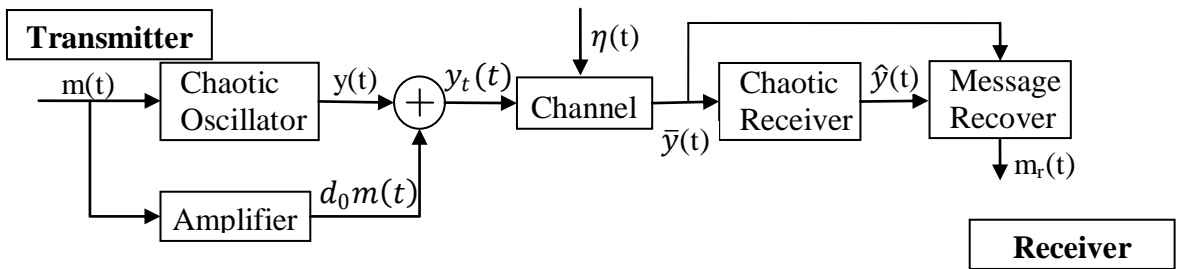 Transmitter
m(t)
Chaotic
Oscillator
y(t)
+
y_t(t)
η(t)
Channel
ȳ(t)
Chaotic
Receiver
ŷ(t)
Message
Recover
m_r(t)
Amplifier
d_0m(t)
Receiver